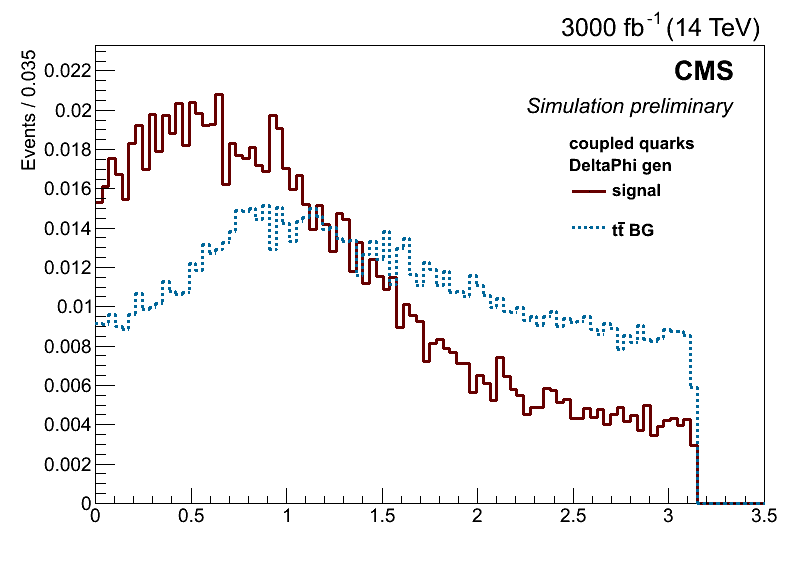 3000 fb-1 (14 TeV)
Events / 0.035
CMS
Simulation preliminary
coupled quarks
DeltaPhi gen
signal
tt̄ BG
0.022
0.02
0.018
0.016
0.014
0.012
0.01
0.008
0.006
0.004
0.002
0
0 0.5 1 1.5 2 2.5 3 3.5